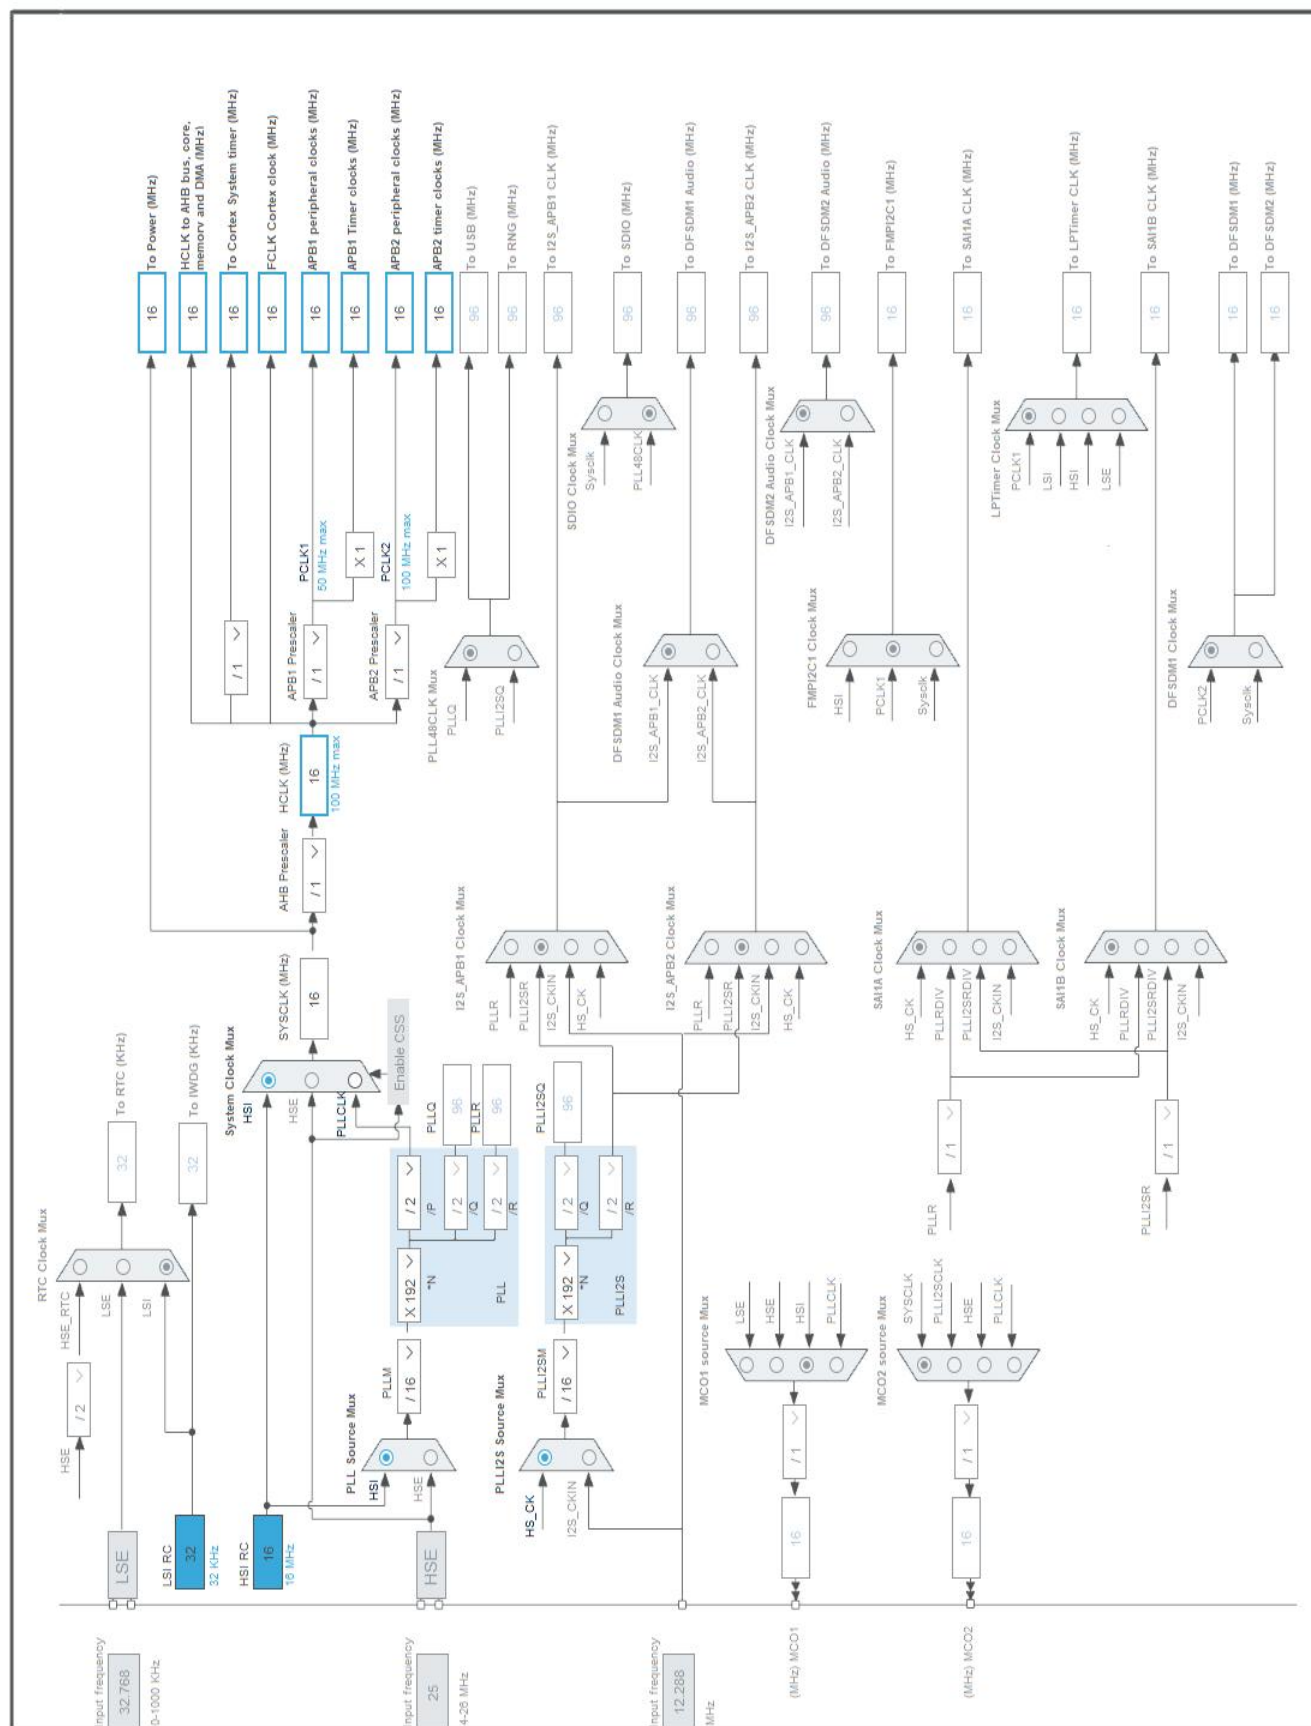 Input frequency
32.768
0-1000 KHz
LSE
HSE
/ 2
HSE_RTC
LSE
LSI
RTC Clock Mux
32
To RTC (KHz)
LSI RC
32
32 KHz
32
To IWDG (KHz)
HSI RC
16
16 MHz
System Clock Mux
HSI
HSE
PLLCLK
Enable CSS
SYSCLK (MHz)
16
AHB Prescaler
/ 1
HCLK (MHz)
16
100 MHz max
/ 1
APB1 Prescaler
/ 1
PCLK1
50 MHz max
X 1
APB2 Prescaler
/ 1
PCLK2
100 MHz max
X 1
16
To Power (MHz)
16
HCLK to AHB bus, core,
memory and DMA (MHz)
16
To Cortex System timer (MHz)
16
FCLK Cortex clock (MHz)
16
APB1 peripheral clocks (MHz)
16
APB1 Timer clocks (MHz)
16
APB2 peripheral clocks (MHz)
16
APB2 timer clocks (MHz)
96
To USB (MHz)
96
To RNG (MHz)
96
To I2S_APB1 CLK (MHz)
96
To SDIO (MHz)
96
To DFSDM1 Audio (MHz)
96
To I2S_APB2 CLK (MHz)
96
To DFSDM2 Audio (MHz)
16
To FMPI2C1 (MHz)
16
To SAI1A CLK (MHz)
16
To LPTimer CLK (MHz)
16
To SAI1B CLK (MHz)
16
To DFSDM1 (MHz)
16
To DFSDM2 (MHz)
Input frequency
25
4-26 MHz
HSE
PLL Source Mux
HSI
HSE
PLLM
/ 16
X 192
*N
/ 2
/P
/ 2
/Q
/ 2
/R
PLL
PLLQ
96
PLLR
96
PLL48CLK Mux
PLLQ
PLLI2SQ
PLLI2S Source Mux
HS_CK
I2S_CKIN
PLLI2SM
/ 16
X 192
*N
/ 2
/Q
/ 2
/R
PLLI2S
PLLI2SQ
96
I2S_APB1 Clock Mux
PLLR
PLLI2SR
I2S_CKIN
HS_CK
SDIO Clock Mux
Sysclk
PLL48CLK
DFSDM1 Audio Clock Mux
I2S_APB1_CLK
I2S_APB2_CLK
Input frequency
12.288
MHz
I2S_APB2 Clock Mux
PLLR
PLLI2SR
I2S_CKIN
HS_CK
DFSDM2 Audio Clock Mux
I2S_APB1_CLK
I2S_APB2_CLK
FMPI2C1 Clock Mux
HSI
PCLK1
Sysclk
(MHz) MCO1
16
/ 1
MCO1 source Mux
LSE
HSE
HSI
PLLCLK
SAI1A Clock Mux
HS_CK
PLLRDIV
PLLI2SRDIV
I2S_CKIN
PLLR
/ 1
LPTimer Clock Mux
PCLK1
LSI
HSI
LSE
(MHz) MCO2
16
/ 1
MCO2 source Mux
SYSCLK
PLLI2SCLK
HSE
PLLCLK
SAI1B Clock Mux
HS_CK
PLLRDIV
PLLI2SRDIV
I2S_CKIN
PLLI2SR
/ 1
DFSDM1 Clock Mux
PCLK2
Sysclk